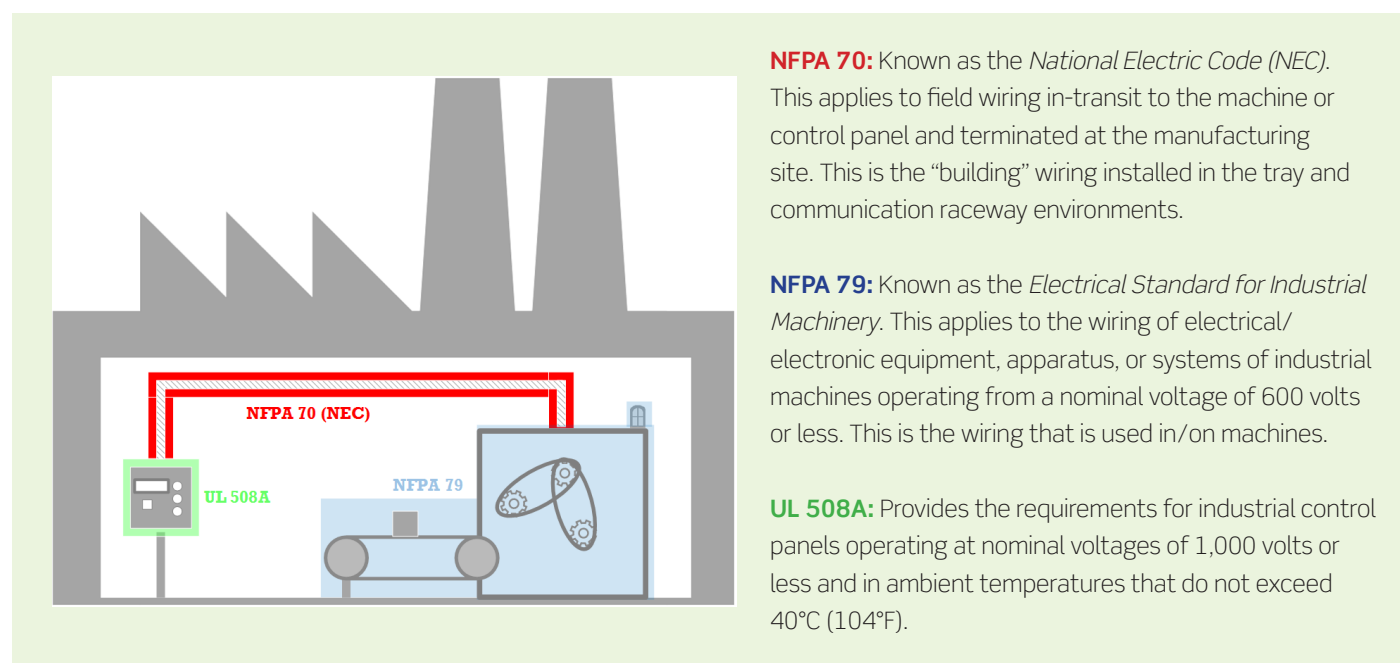 NFPA 70: Known as the National Electric Code (NEC).
This applies to field wiring in-transit to the machine or
control panel and terminated at the manufacturing
site. This is the “building” wiring installed in the tray and
communication raceway environments.
NFPA 79: Known as the Electrical Standard for Industrial
Machinery. This applies to the wiring of electrical/
electronic equipment, apparatus, or systems of industrial
machines operating from a nominal voltage of 600 volts
or less. This is the wiring that is used in/on machines.
UL 508A: Provides the requirements for industrial control
panels operating at nominal voltages of 1,000 volts or
less and in ambient temperatures that do not exceed
40°C (104°F).
NFPA 70 (NEC)
NFPA 79
UL 508A